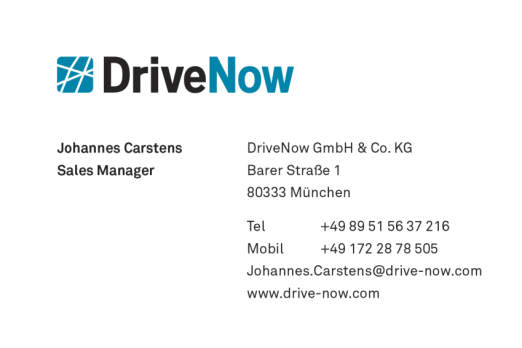 DriveNow
Johannes Carstens
Sales Manager
DriveNow GmbH & Co. KG
Barer Straße 1
80333 München
Tel +49 89 51 56 37 216
Mobil +49 172 28 78 505
Johannes.Carstens@drive-now.com
www.drive-now.com